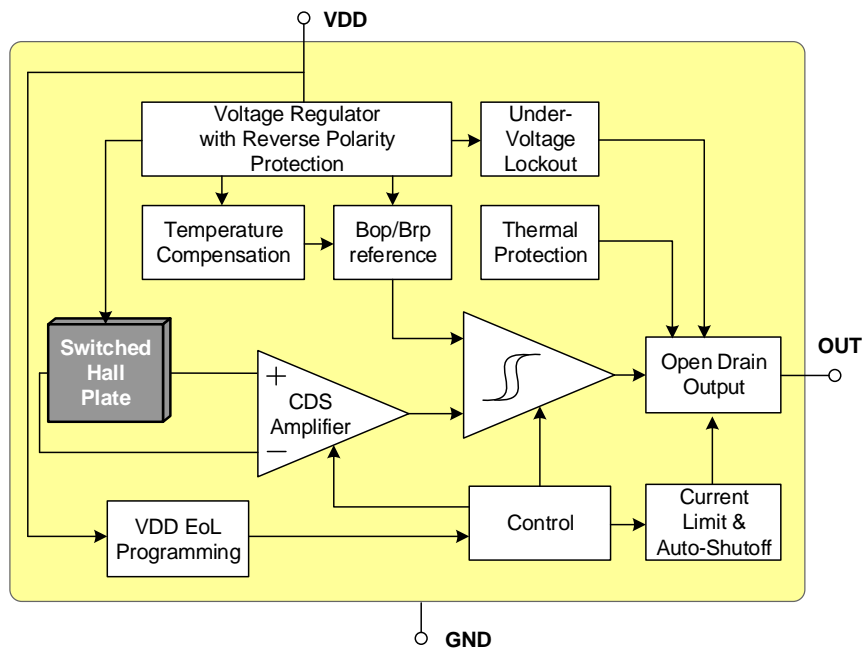 VDD
Voltage Regulator
with Reverse Polarity
Protection
Under-
Voltage
Lockout
Temperature
Compensation
Bop/Brp
reference
Thermal
Protection
Switched
Hall
Plate
+
CDS
Amplifier
−
Open Drain
Output
OUT
VDD EoL
Programming
Control
Current
Limit &
Auto-Shutoff
GND